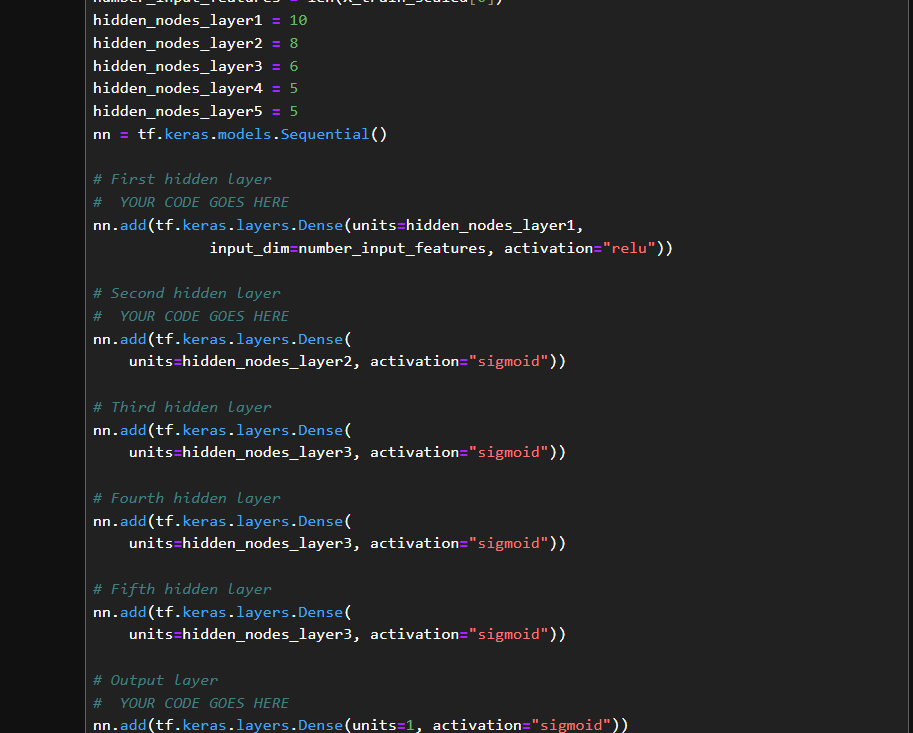 number_input_features = len(X_train_scaled[0])
hidden_nodes_layer1 = 10
hidden_nodes_layer2 = 8
hidden_nodes_layer3 = 6
hidden_nodes_layer4 = 5
hidden_nodes_layer5 = 5
nn = tf.keras.models.Sequential()
# First hidden layer
#  YOUR CODE GOES HERE
nn.add(tf.keras.layers.Dense(units=hidden_nodes_layer1,
input_dim=number_input_features, activation="relu"))
# Second hidden layer
#  YOUR CODE GOES HERE
nn.add(tf.keras.layers.Dense(
units=hidden_nodes_layer2, activation="sigmoid"))
# Third hidden layer
nn.add(tf.keras.layers.Dense(
units=hidden_nodes_layer3, activation="sigmoid"))
# Fourth hidden layer
nn.add(tf.keras.layers.Dense(
units=hidden_nodes_layer3, activation="sigmoid"))
# Fifth hidden layer
nn.add(tf.keras.layers.Dense(
units=hidden_nodes_layer3, activation="sigmoid"))
# Output layer
#  YOUR CODE GOES HERE
nn.add(tf.keras.layers.Dense(units=1, activation="sigmoid"))